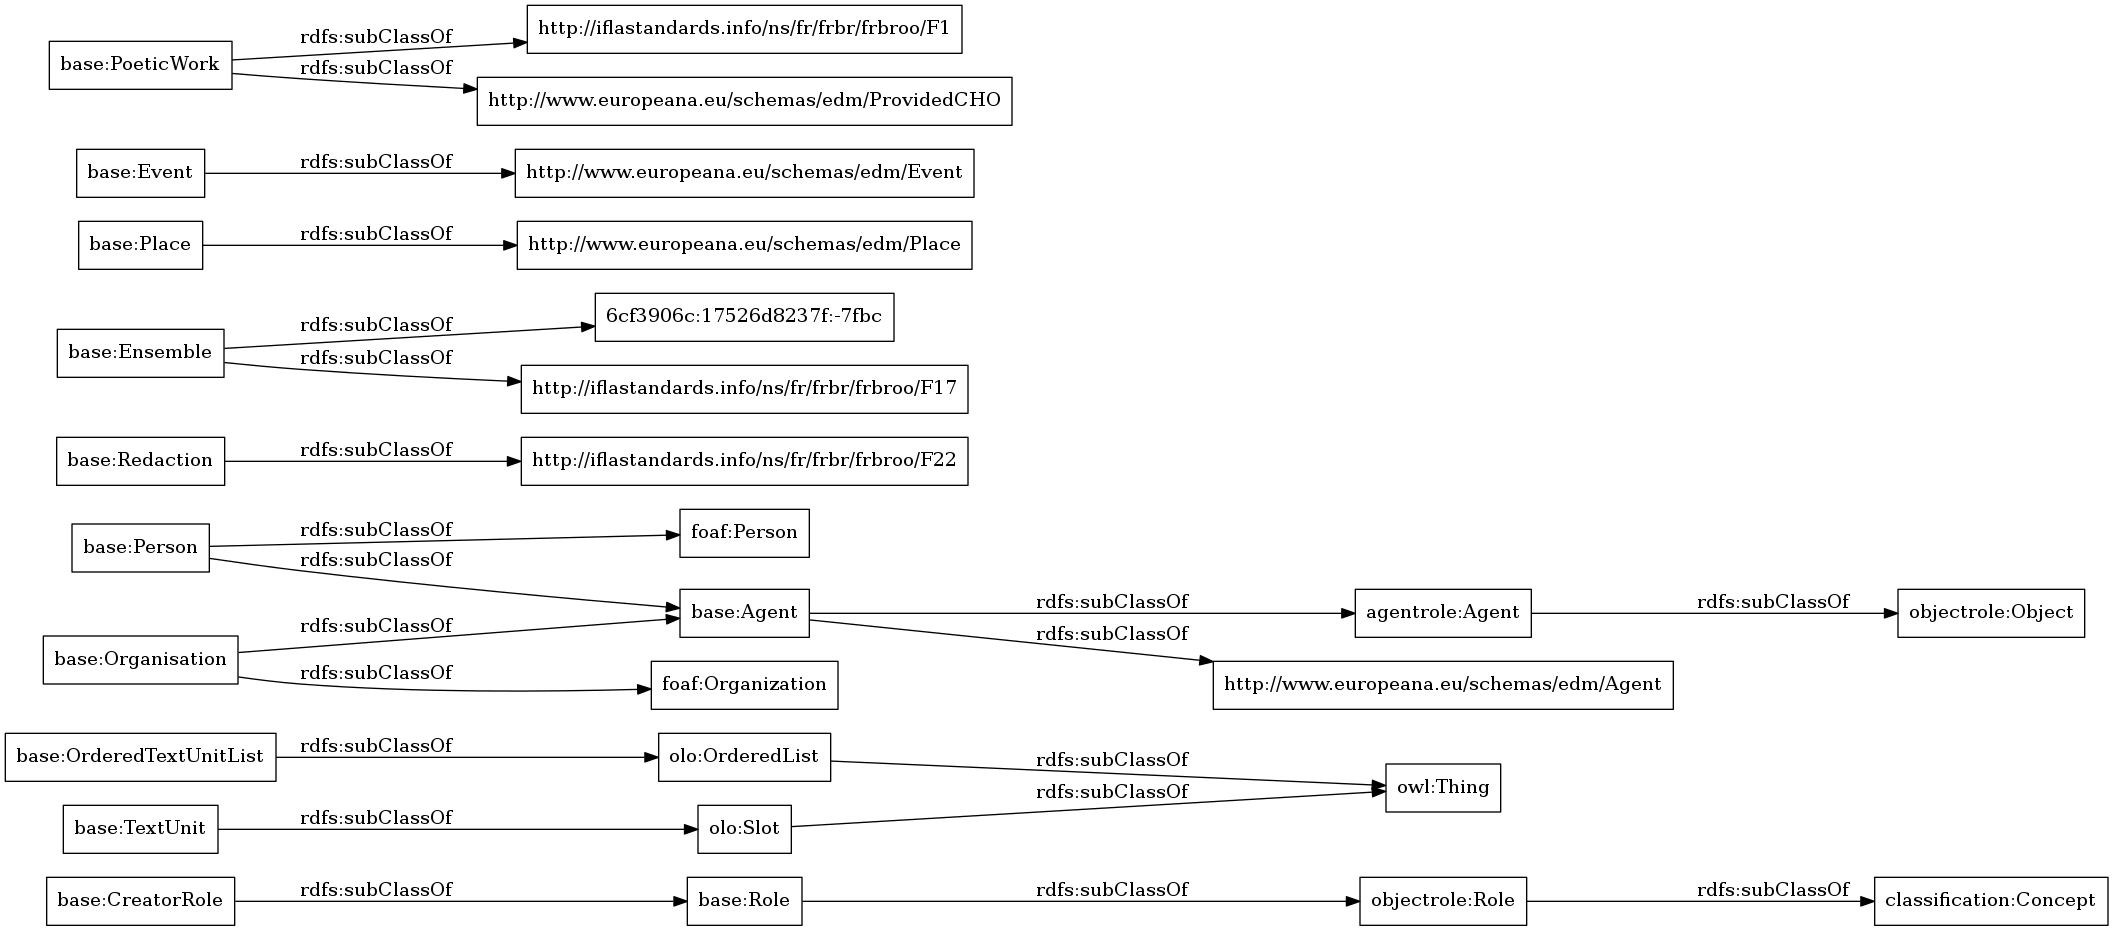 base:PoeticWork
rdfs:subClassOf
http://iflastandards.info/ns/fr/frbr/frbroo/F1
rdfs:subClassOf
http://www.europeana.eu/schemas/edm/ProvidedCHO
base:Event
rdfs:subClassOf
http://www.europeana.eu/schemas/edm/Event
base:Place
rdfs:subClassOf
http://www.europeana.eu/schemas/edm/Place
base:Ensemble
rdfs:subClassOf
6cf3906c:17526d8237f:-7fbc
rdfs:subClassOf
http://iflastandards.info/ns/fr/frbr/frbroo/F17
base:Redaction
rdfs:subClassOf
http://iflastandards.info/ns/fr/frbr/frbroo/F22
base:Person
rdfs:subClassOf
foaf:Person
rdfs:subClassOf
base:Agent
rdfs:subClassOf
agentrole:Agent
rdfs:subClassOf
objectrole:Object
rdfs:subClassOf
http://www.europeana.eu/schemas/edm/Agent
base:Organisation
rdfs:subClassOf
rdfs:subClassOf
foaf:Organization
base:OrderedTextUnitList
rdfs:subClassOf
olo:OrderedList
rdfs:subClassOf
owl:Thing
base:TextUnit
rdfs:subClassOf
olo:Slot
rdfs:subClassOf
base:CreatorRole
rdfs:subClassOf
base:Role
rdfs:subClassOf
objectrole:Role
rdfs:subClassOf
classification:Concept